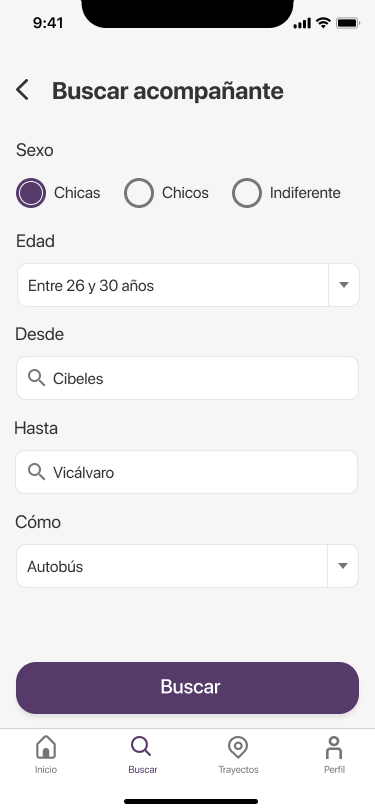 9:41
Buscar acompañante
Sexo
Chicas Chicos Indiferente
Edad
Entre 26 y 30 años
Desde
Cibeles
Hasta
Vicálvaro
Cómo
Autobús
Buscar
Inicio Buscar Trayectos Perfil